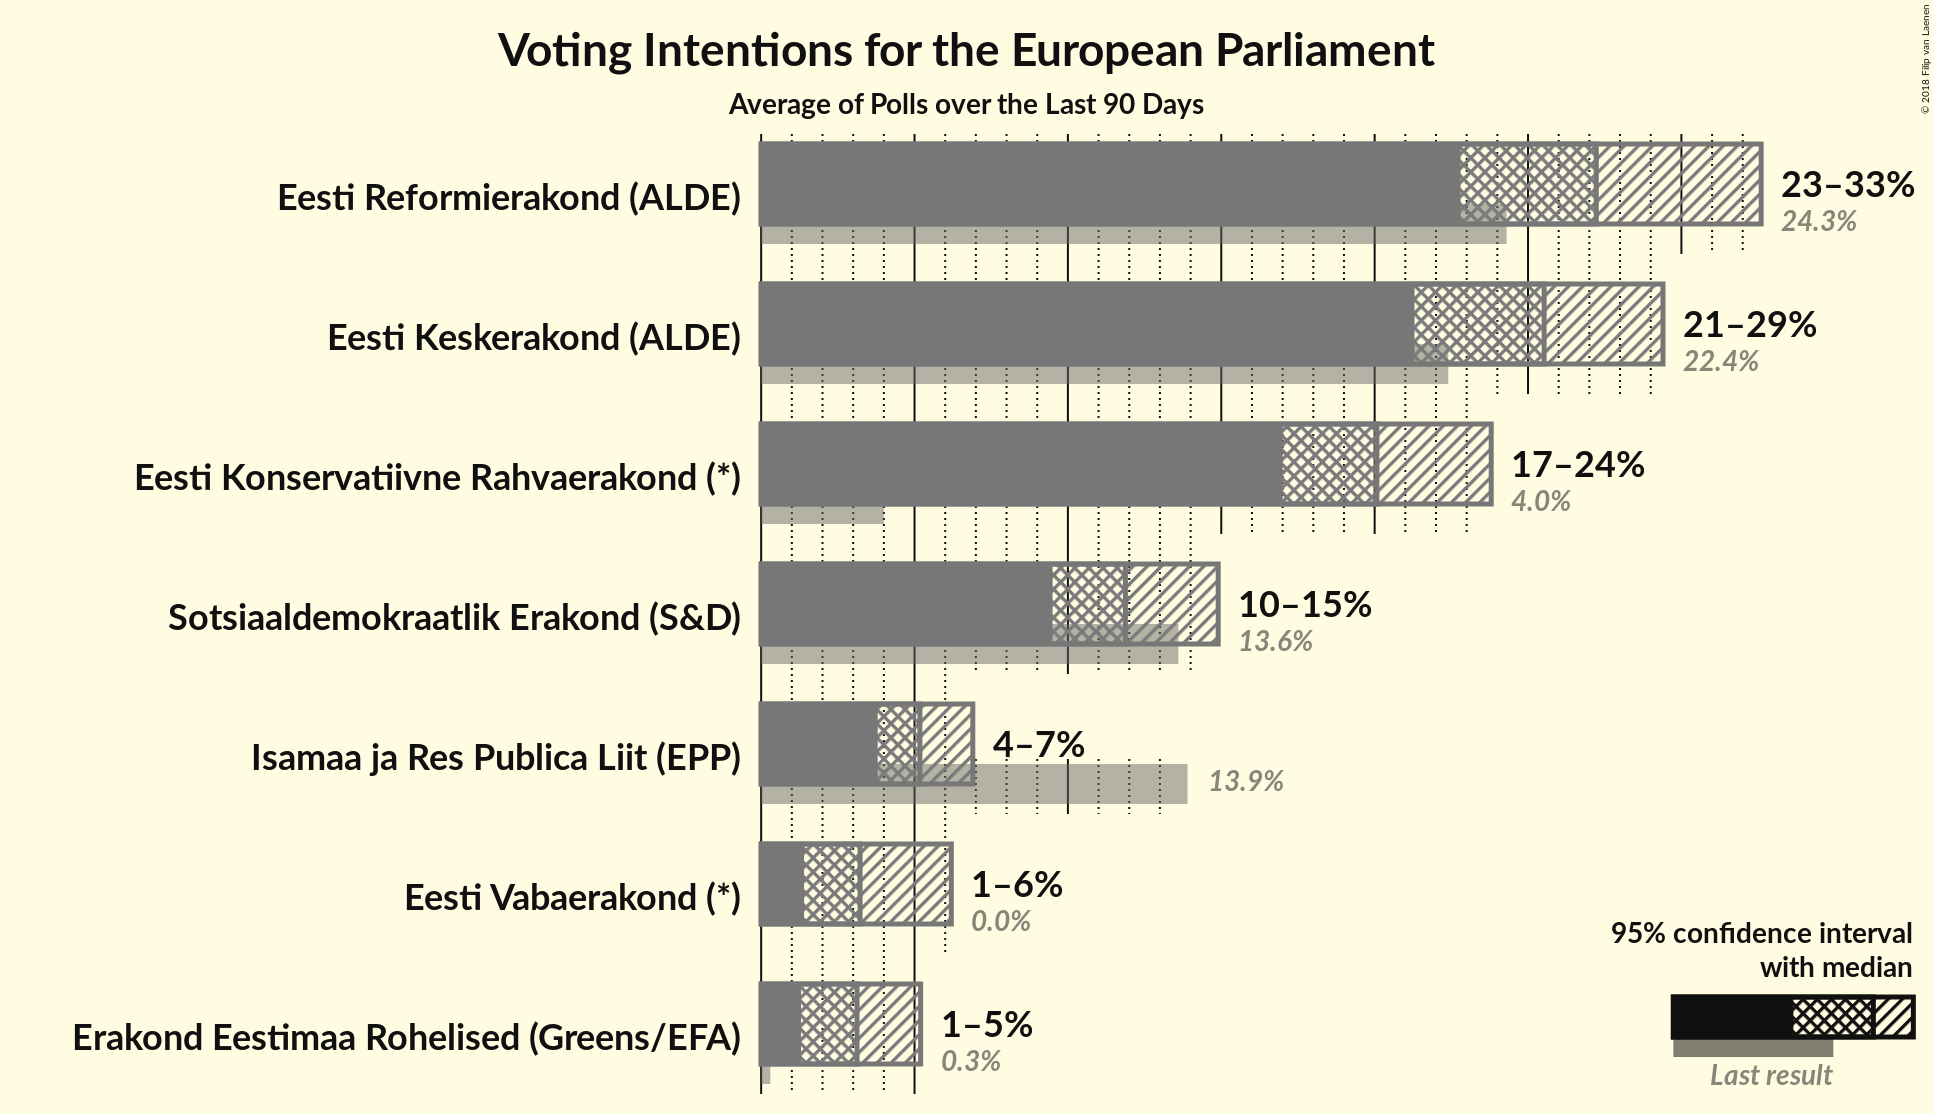 Voting Intentions for the European Parliament
Average of Polls over the Last 90 Days
© 2018 Filip van Laenen
Eesti Reformierakond (ALDE)
23–33%
24.3%
Eesti Keskerakond (ALDE)
21–29%
22.4%
Eesti Konservatiivne Rahvaerakond (*)
17–24%
4.0%
Sotsiaaldemokraatlik Erakond (S&D)
10–15%
13.6%
Isamaa ja Res Publica Liit (EPP)
4–7%
13.9%
Eesti Vabaerakond (*)
1–6%
0.0%
Erakond Eestimaa Rohelised (Greens/EFA)
1–5%
0.3%
95% confidence interval
with median
Last result